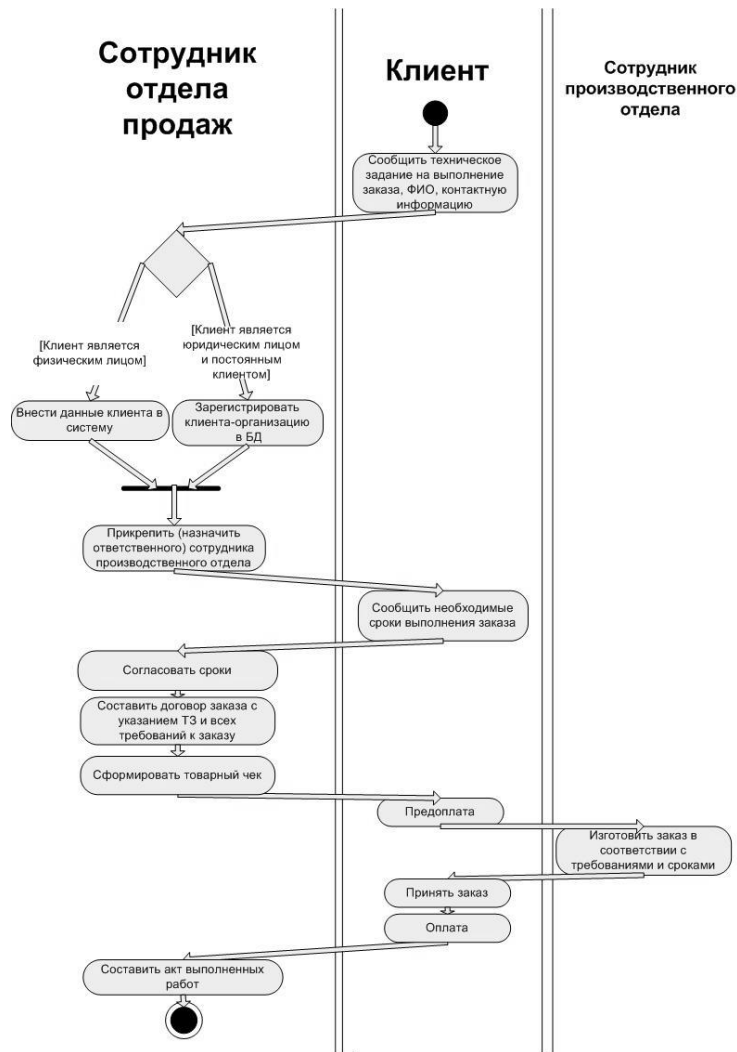 Сотрудник
отдела
продаж
Клиент
Сотрудник
производственного
отдела
Сообщить техническое
задание на выполнение
заказа, ФИО, контактную
информацию
[Клиент является
физическим лицом]
[Клиент является
юридическим лицом
и постоянным
клиентом]
Внести данные клиента в
систему
Зарегистрировать
клиента-организацию
в БД
Прикрепить (назначить
ответственного) сотрудника
производственного отдела
Сообщить необходимые
сроки выполнения заказа
Согласовать сроки
Составить договор заказа с
указанием ТЗ и всех
требований к заказу
Сформировать товарный чек
Предоплата
Изготовить заказ в
соответствии с
требованиями и сроками
Принять заказ
Оплата
Составить акт выполненных
работ